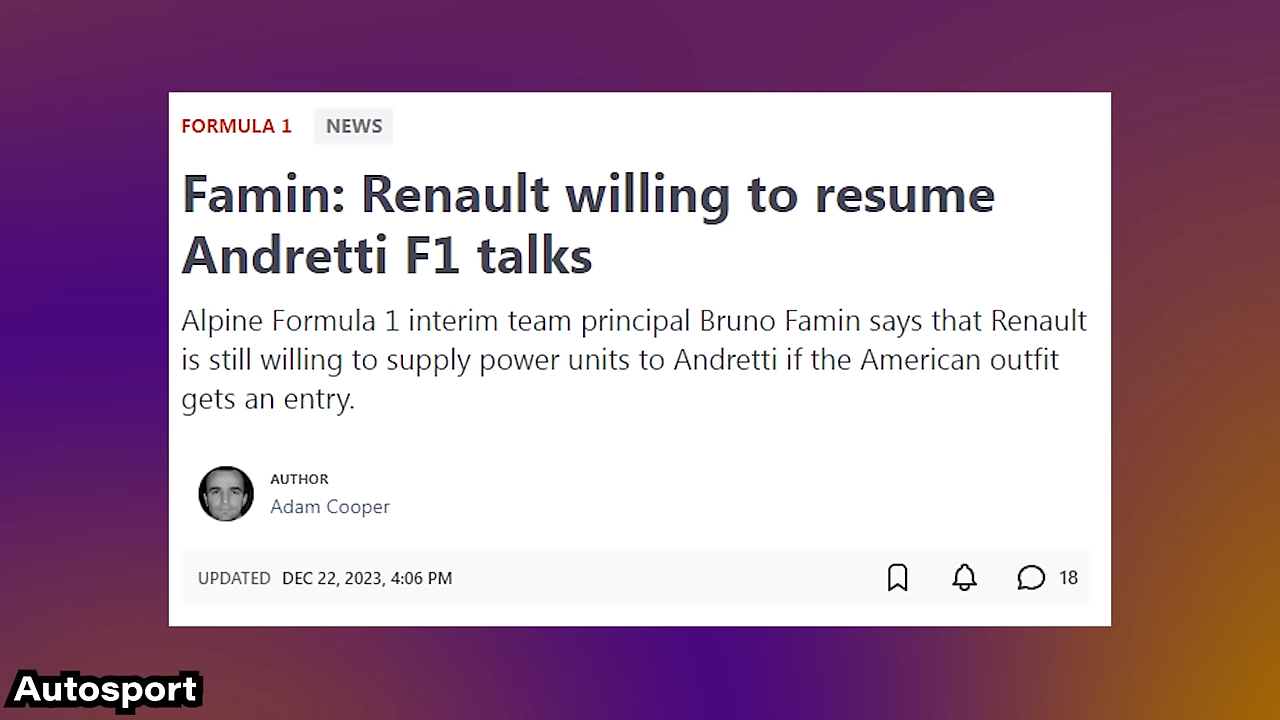 FORMULA 1 NEWS
Famin: Renault willing to resume
Andretti F1 talks
Alpine Formula 1 interim team principal Bruno Famin says that Renault
is still willing to supply power units to Andretti if the American outfit
gets an entry.
AUTHOR
Adam Cooper
UPDATED DEC 22, 2023, 4:06 PM 18
Autosport